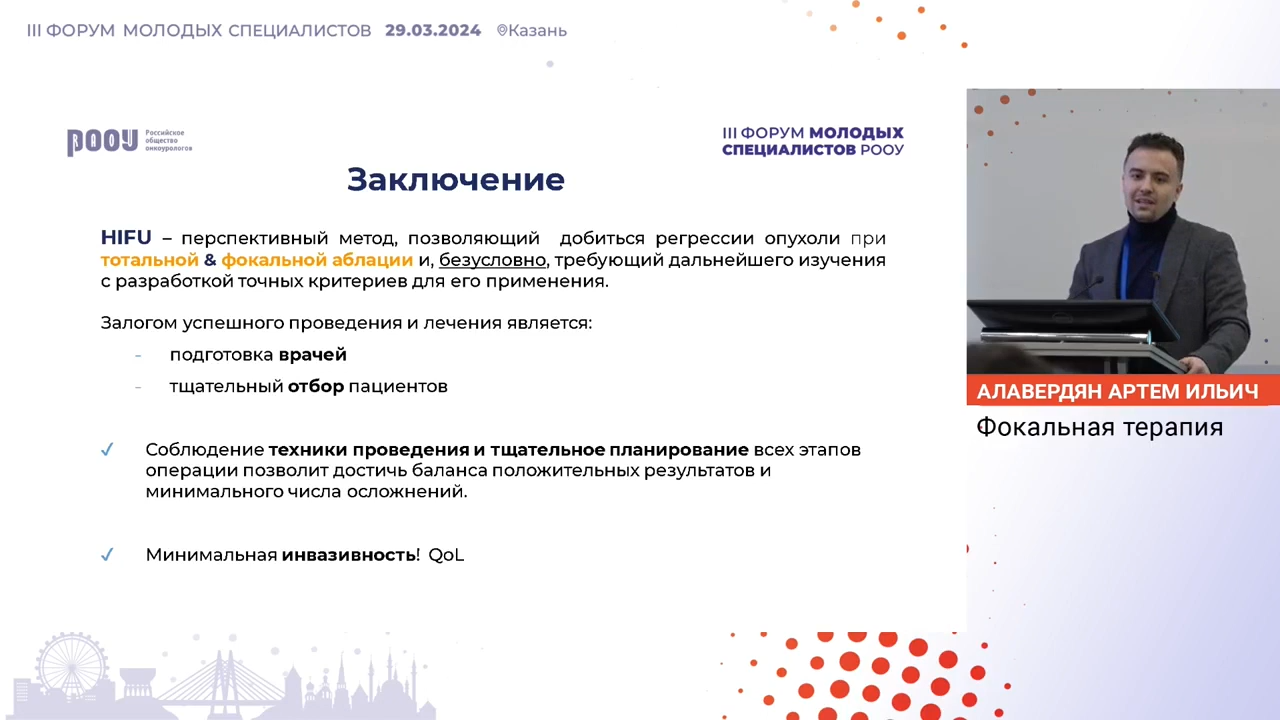 III ФОРУМ МОЛОДЫХ СПЕЦИАЛИСТОВ 29.03.2024 Казань
РООУ Российское
общество
онкоурологов
III ФОРУМ МОЛОДЫХ
СПЕЦИАЛИСТОВ РООУ
Заключение
HIFU – перспективный метод, позволяющий добиться регрессии опухоли при
тотальной & фокальной аблации и, безусловно, требующий дальнейшего изучения
с разработкой точных критериев для его применения.
Залогом успешного проведения и лечения является:
- подготовка врачей
- тщательный отбор пациентов
✓ Соблюдение техники проведения и тщательное планирование всех этапов
операции позволит достичь баланса положительных результатов и
минимального числа осложнений.
✓ Минимальная инвазивность! QoL
АЛАВЕРДЯН АРТЕМ ИЛЬИЧ
Фокальная терапия